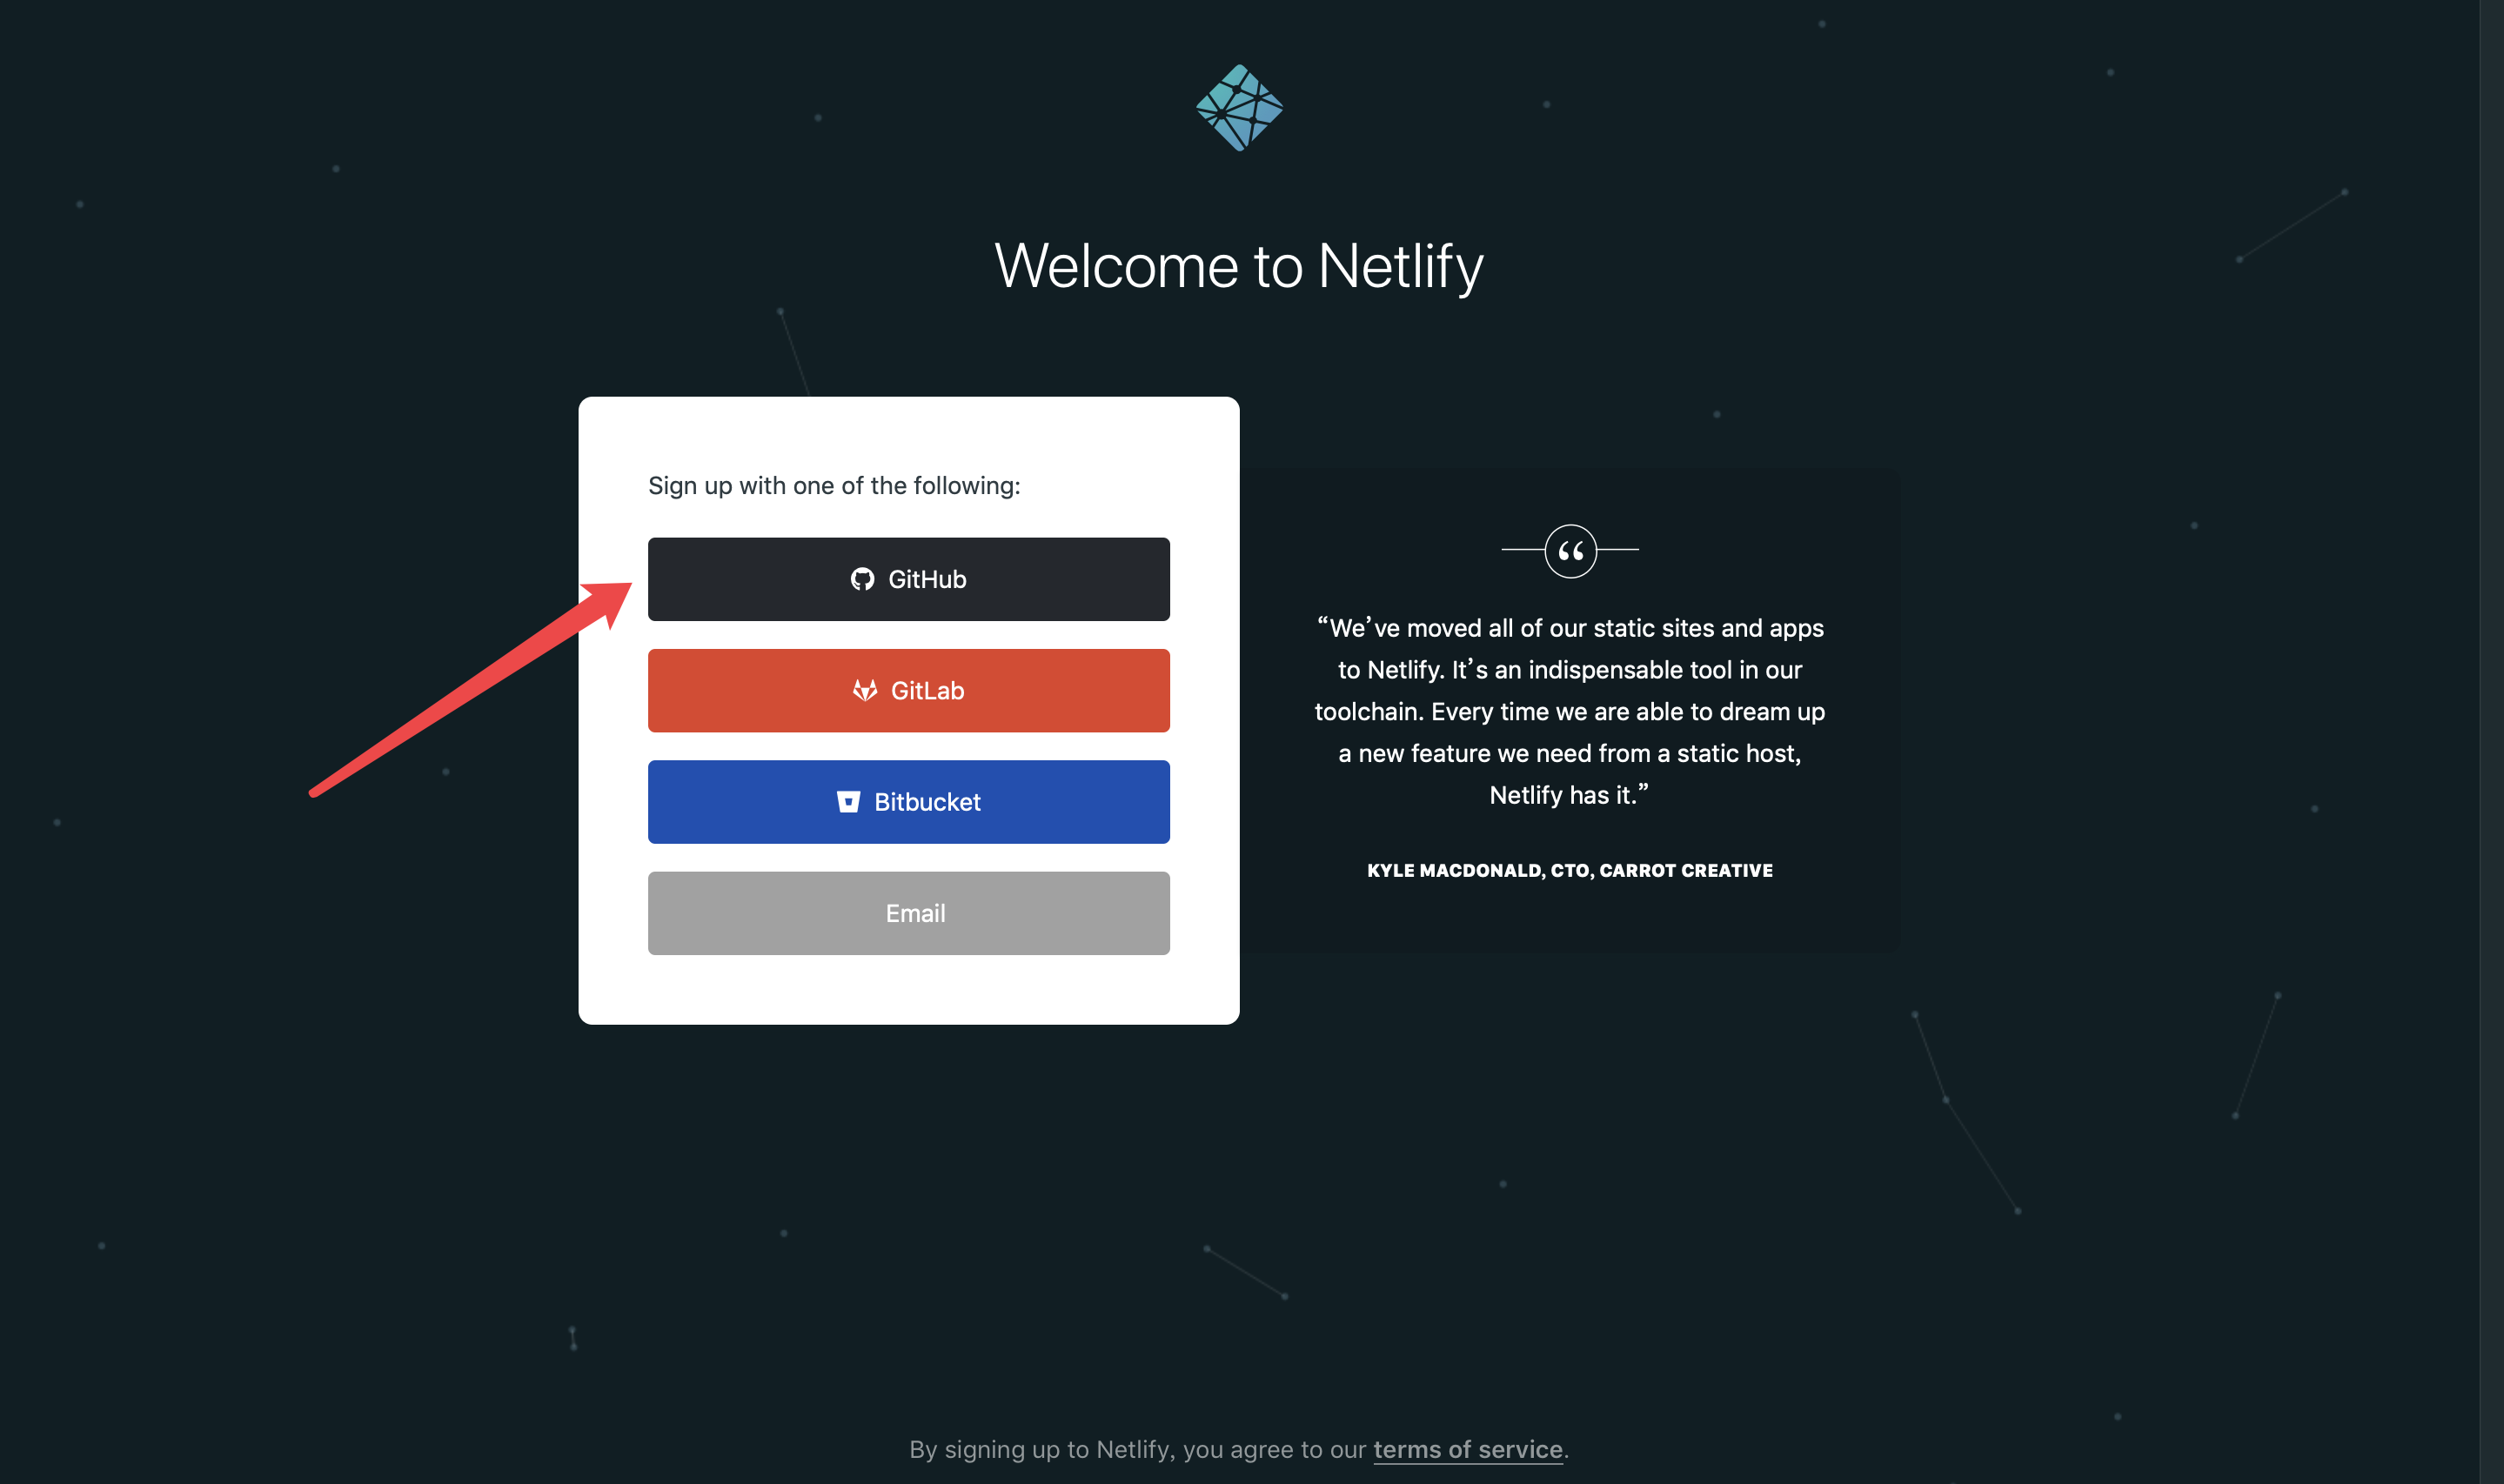 Welcome to Netlify
Sign up with one of the following:
GitHub
GitLab
Bitbucket
Email
“We’ve moved all of our static sites and apps
to Netlify. It’s an indispensable tool in our
toolchain. Every time we are able to dream up
a new feature we need from a static host,
Netlify has it.”
KYLE MACDONALD, CTO, CARROT CREATIVE
By signing up to Netlify, you agree to our terms of service.